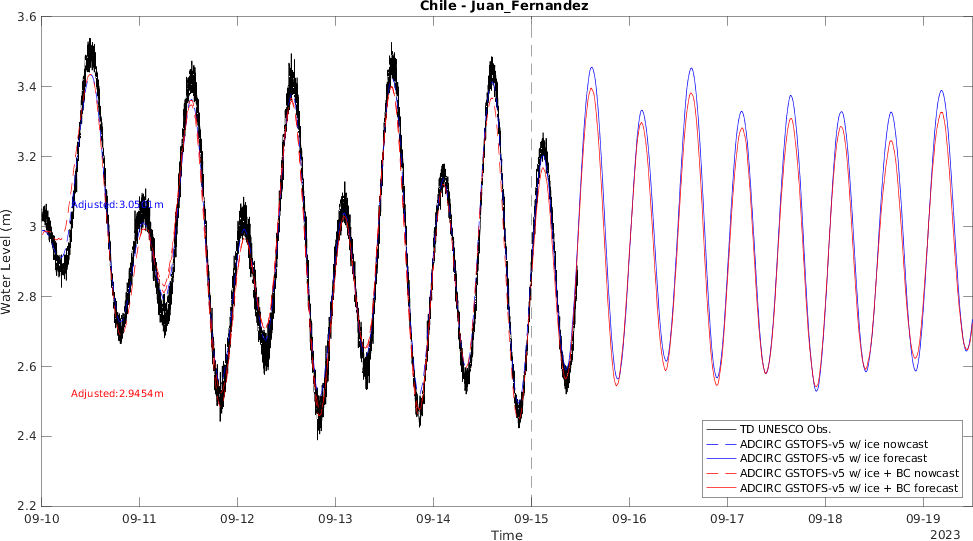 Chile - Juan_Fernandez
3.6
3.4
3.2
3
2.8
2.6
2.4
2.2
Water Level (m)
Adjusted:2.9454m
TD UNESCO Obs.
ADCIRC GSTOFS-v5 w/ ice nowcast
ADCIRC GSTOFS-v5 w/ ice forecast
ADCIRC GSTOFS-v5 w/ ice + BC nowcast
ADCIRC GSTOFS-v5 w/ ice + BC forecast
09-10 09-11 09-12 09-13 09-14 09-15 09-16 09-17 09-18 09-19
Time
2023